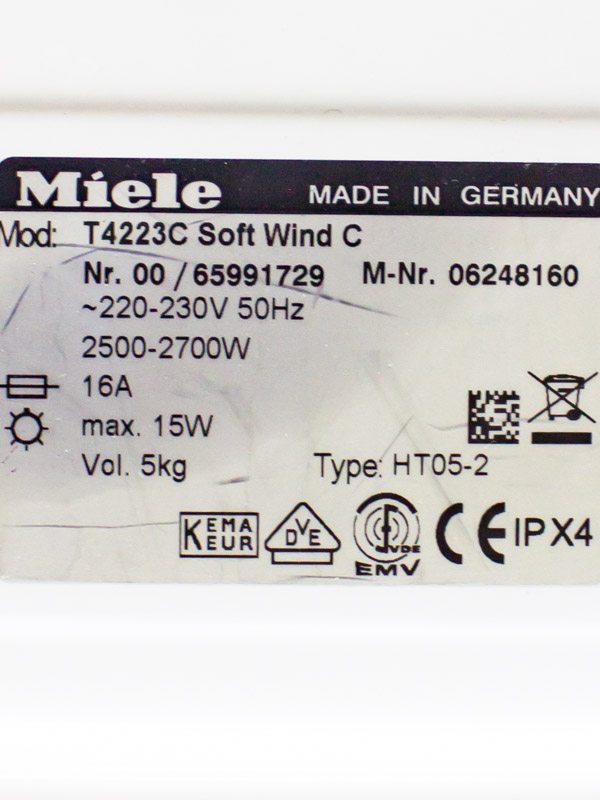 Miele MADE IN GERMANY
Mod: T4223C Soft Wind C
Nr. 00 / 65991729 M-Nr. 06248160
~220-230V 50Hz
2500-2700W
16A
max. 15W
Vol. 5kg Type: HT05-2
KEMA KEUR DVE VDE EMV CE IPX4